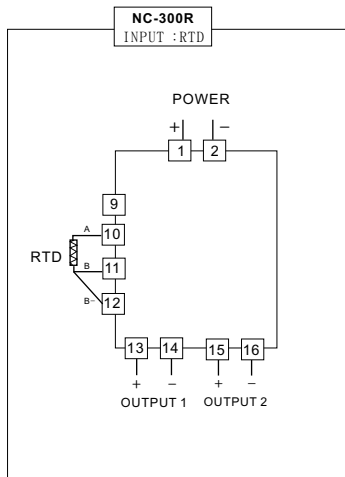 NC-300R
INPUT :RTD
POWER
+ −
1 2
9
A 10
RTD
B 11
B− 12
13 14 15 16
+ − + −
OUTPUT 1 OUTPUT 2